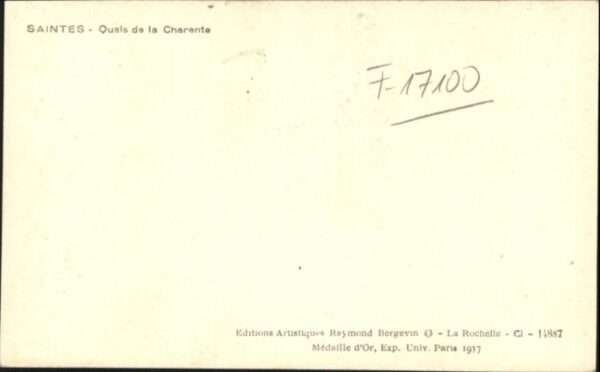 SAINTES - Quais de la Charente
F-17100
Editions Artistiques Raymond Bergevin - La Rochelle - Cl - 14887
Médaille d'Or, Exp. Univ. Paris 1937